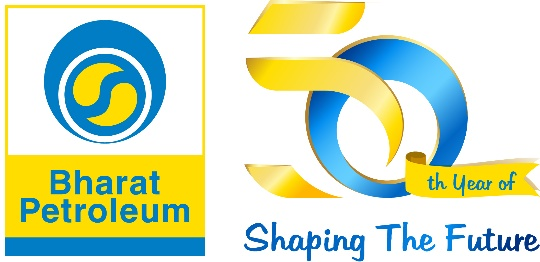 Bharat
Petroleum
50
th Year of
Shaping The Future